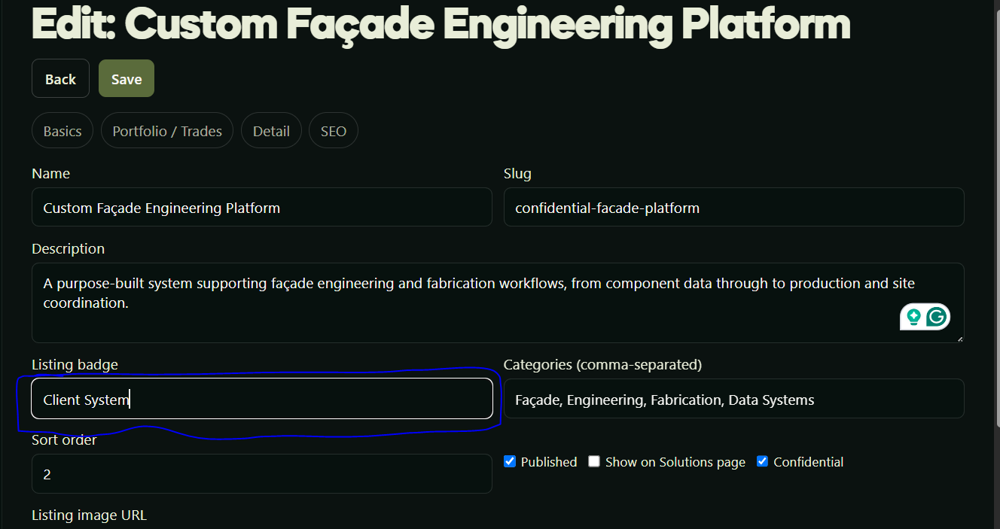 Edit: Custom Façade Engineering Platform
Back Save
Basics Portfolio / Trades Detail SEO
Name Slug
Custom Façade Engineering Platform confidential-facade-platform
Description
A purpose-built system supporting façade engineering and fabrication workflows, from component data through to production and site
coordination.
Listing badge Categories (comma-separated)
Client System Façade, Engineering, Fabrication, Data Systems
Sort order
2 Published Show on Solutions page Confidential
Listing image URL